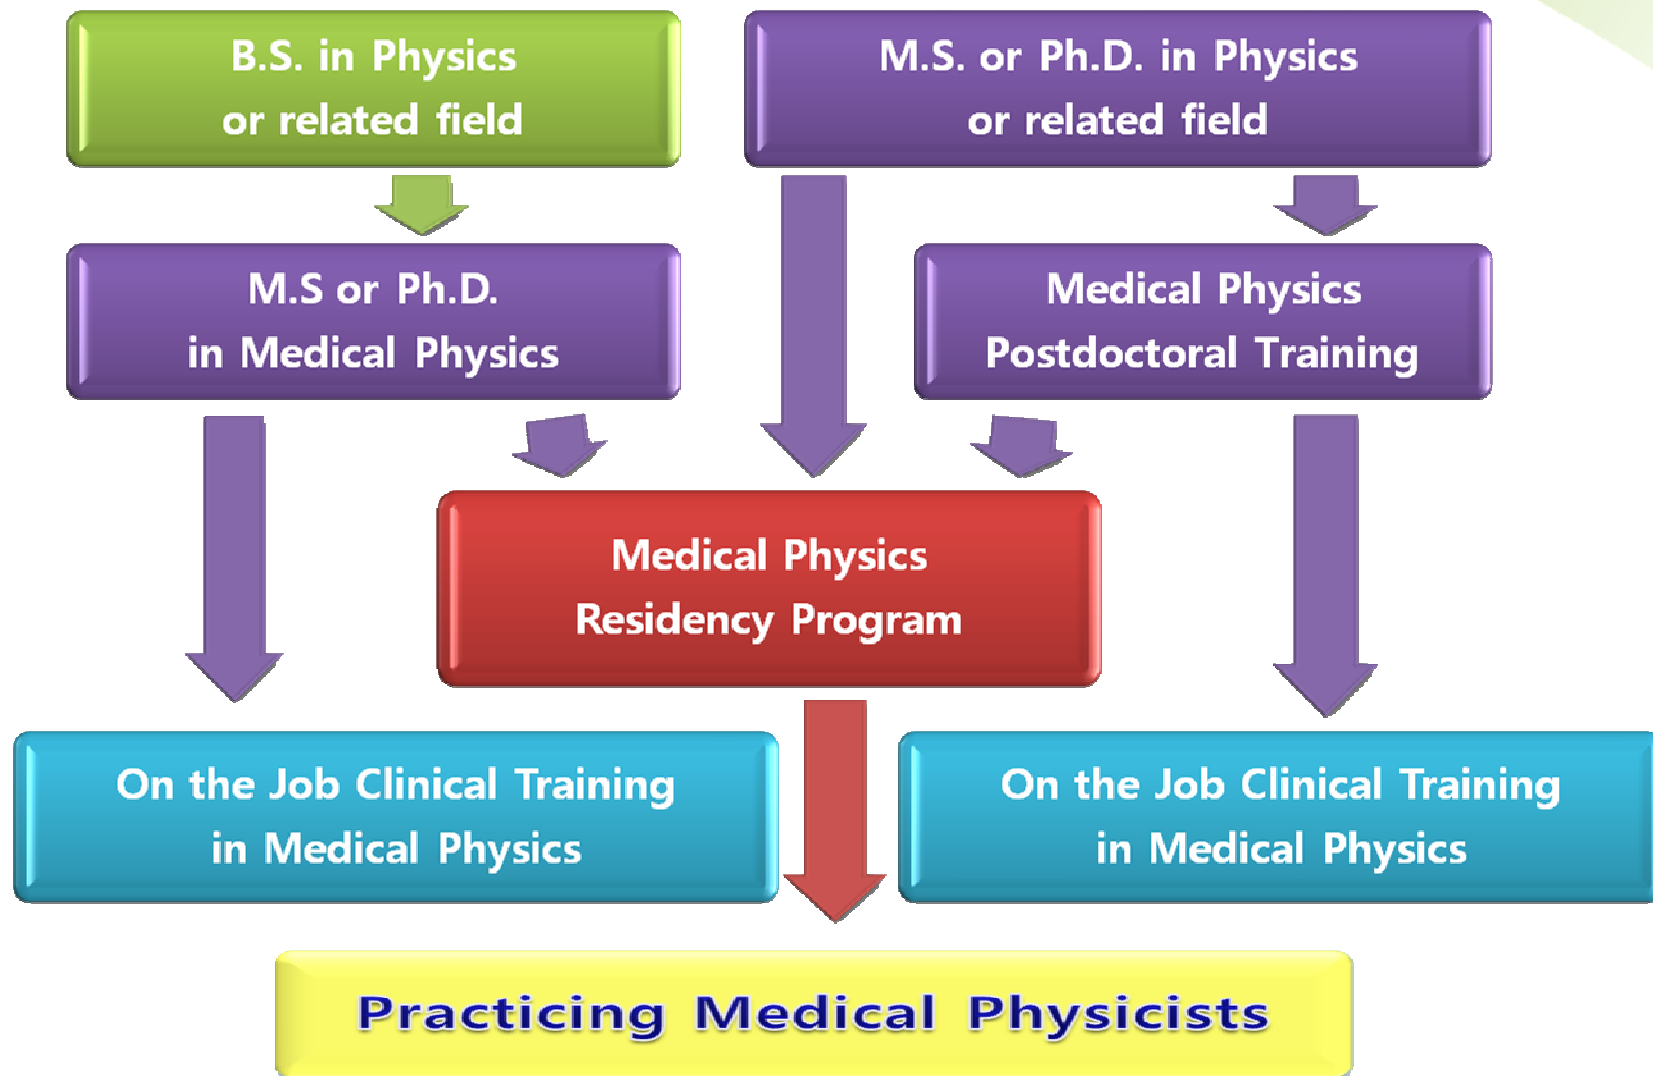 B.S. in Physics
or related field
M.S. or Ph.D. in Physics
or related field
M.S or Ph.D.
in Medical Physics
Medical Physics
Postdoctoral Training
Medical Physics
Residency Program
On the Job Clinical Training
in Medical Physics
On the Job Clinical Training
in Medical Physics
Practicing Medical Physicists